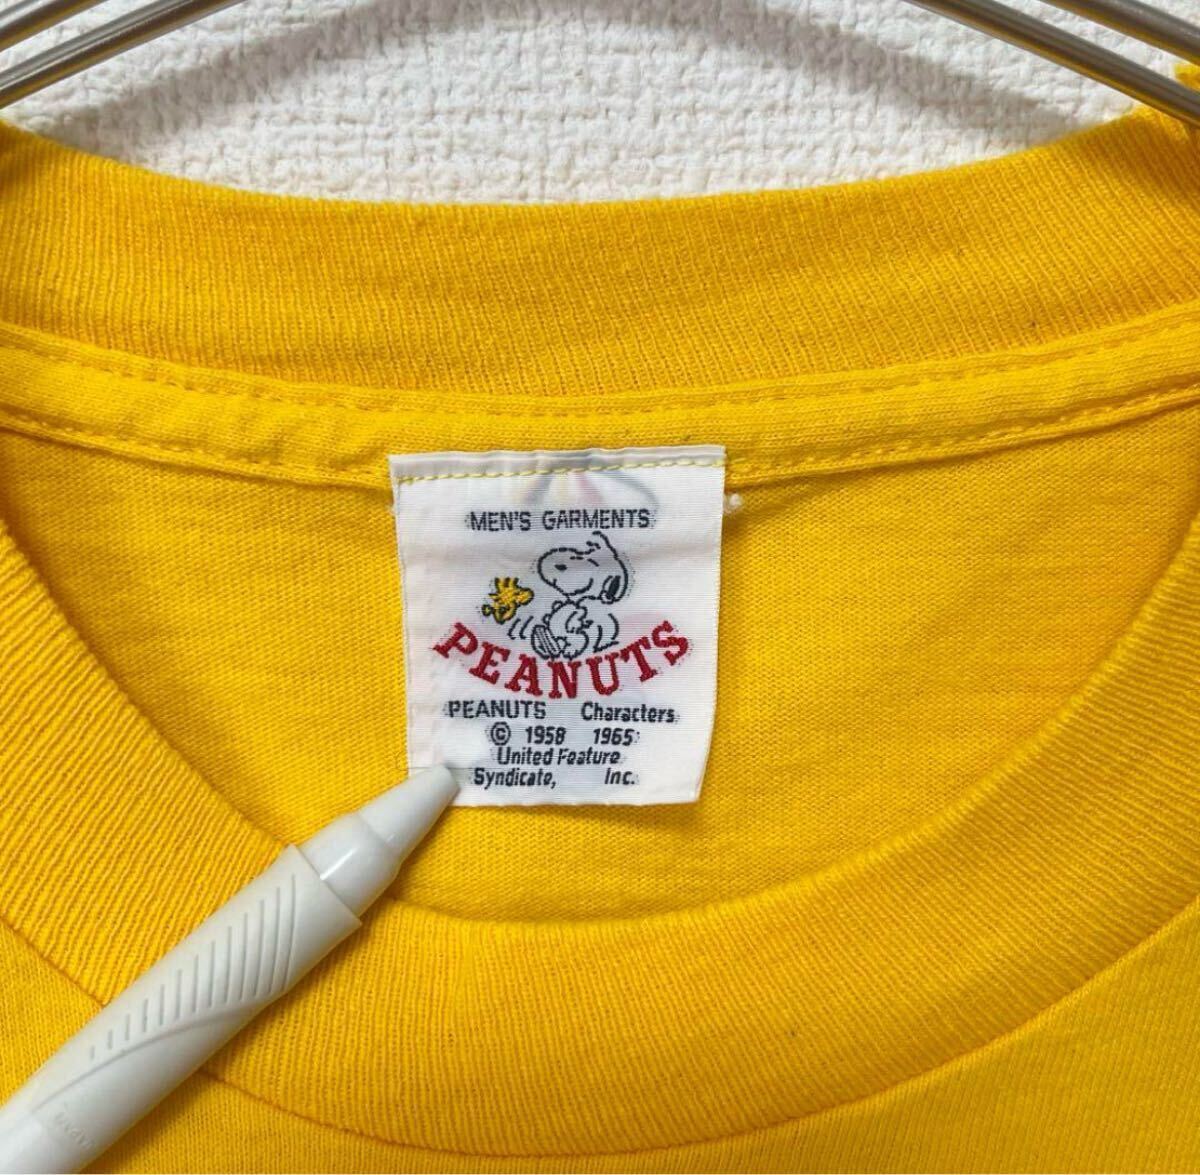 MEN'S GARMENTS
PEANUTS
PEANUTS Characters
© 1958 1965
United Feature
Syndicate, Inc.